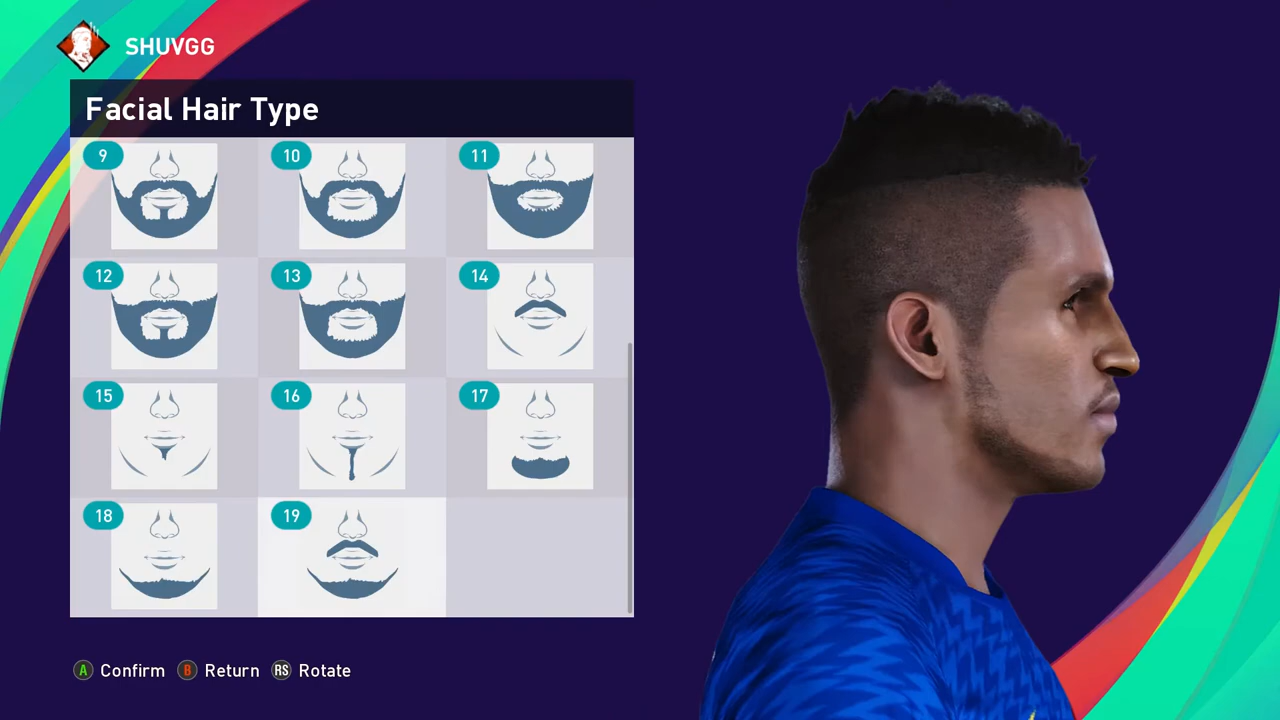 SHUVGG
Facial Hair Type
9 10 11
12 13 14
15 16 17
18 19
A Confirm B Return RS Rotate